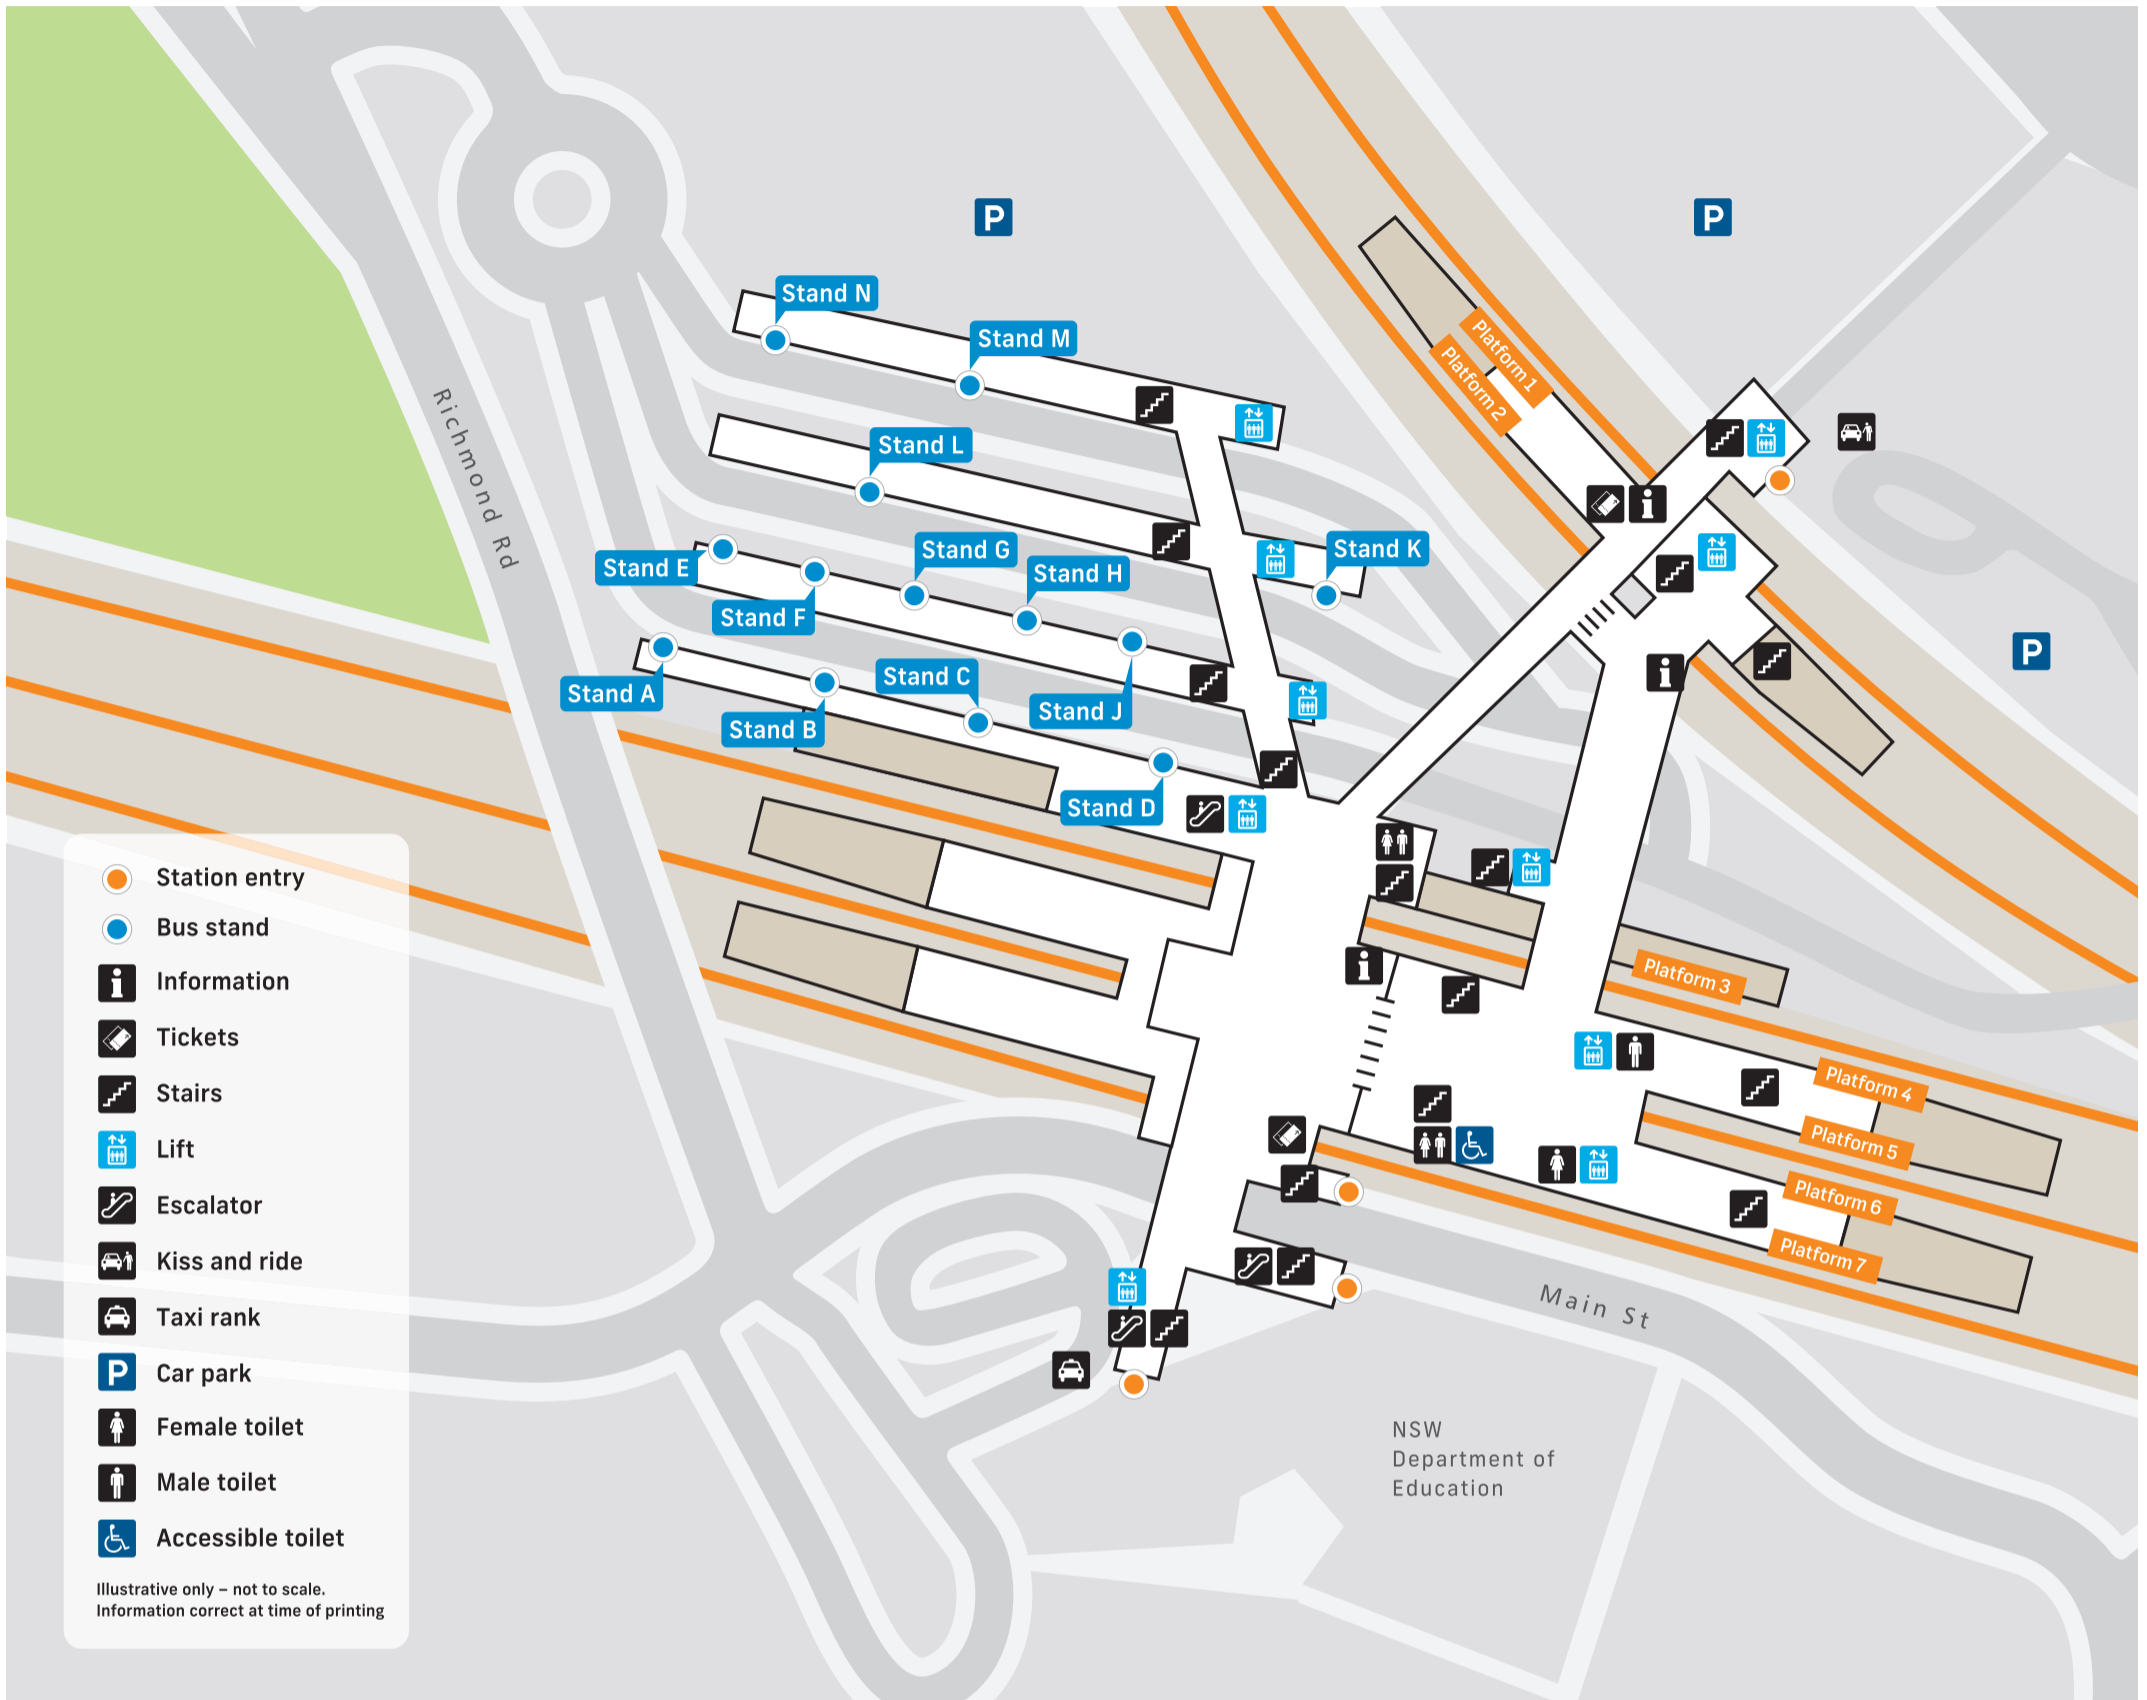 P
P
Stand N
Stand M
Platform 1
Platform 2
Richmond Rd
Stand L
Stand G
Stand K
Stand E
Stand H
Stand F
P
Stand C
Stand A
Stand J
Stand B
Stand D
Platform 3
Platform 4
Platform 5
Platform 6
Platform 7
Main St
NSW
Department of
Education
Station entry
Bus stand
Information
Tickets
Stairs
Lift
Escalator
Kiss and ride
Taxi rank
P Car park
Female toilet
Male toilet
Accessible toilet
Illustrative only – not to scale.
Information correct at time of printing